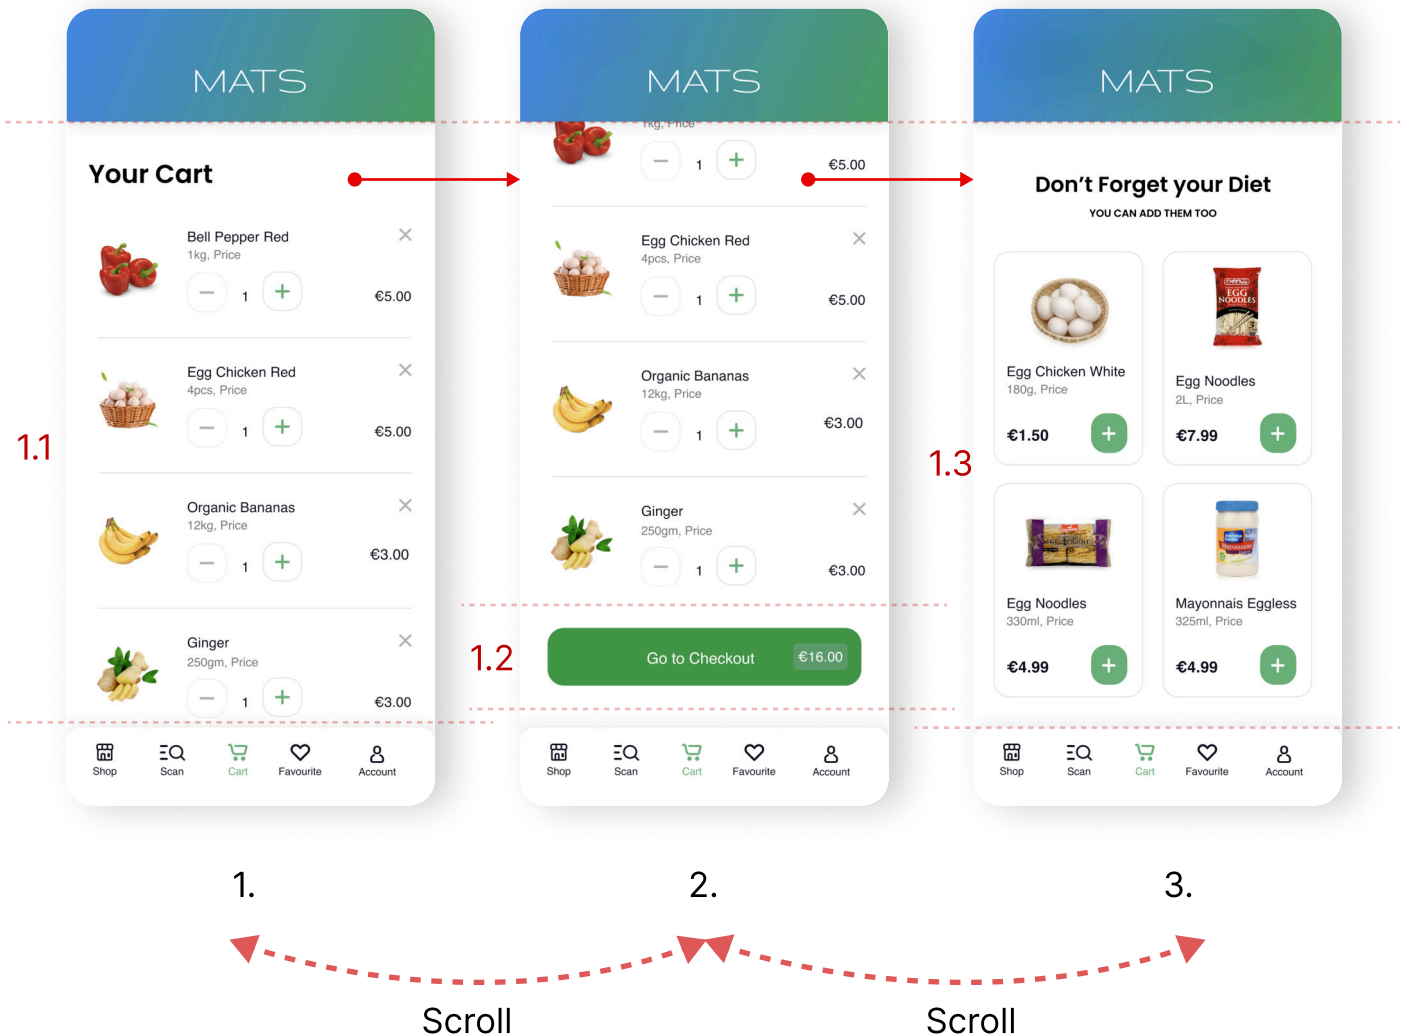 MATS
Your Cart
Bell Pepper Red
1kg, Price
1
€5.00
Egg Chicken Red
4pcs, Price
1
€5.00
1.1
Organic Bananas
12kg, Price
1
€3.00
Ginger
250gm, Price
1
€3.00
Shop
Scan
Cart
Favourite
Account
1.
MATS
1kg, Price
1
€5.00
Egg Chicken Red
4pcs, Price
1
€5.00
Organic Bananas
12kg, Price
1
€3.00
Ginger
250gm, Price
1
€3.00
1.2
Go to Checkout €16.00
Shop
Scan
Cart
Favourite
Account
2.
MATS
Don't Forget your Diet
YOU CAN ADD THEM TOO
EGG
NOODLES
Egg Chicken White
180g, Price
€1.50
Egg Noodles
2L, Price
€7.99
1.3
Egg Noodles
330ml, Price
€4.99
Mayonnais Eggless
325ml, Price
€4.99
Shop
Scan
Cart
Favourite
Account
3.
Scroll
Scroll